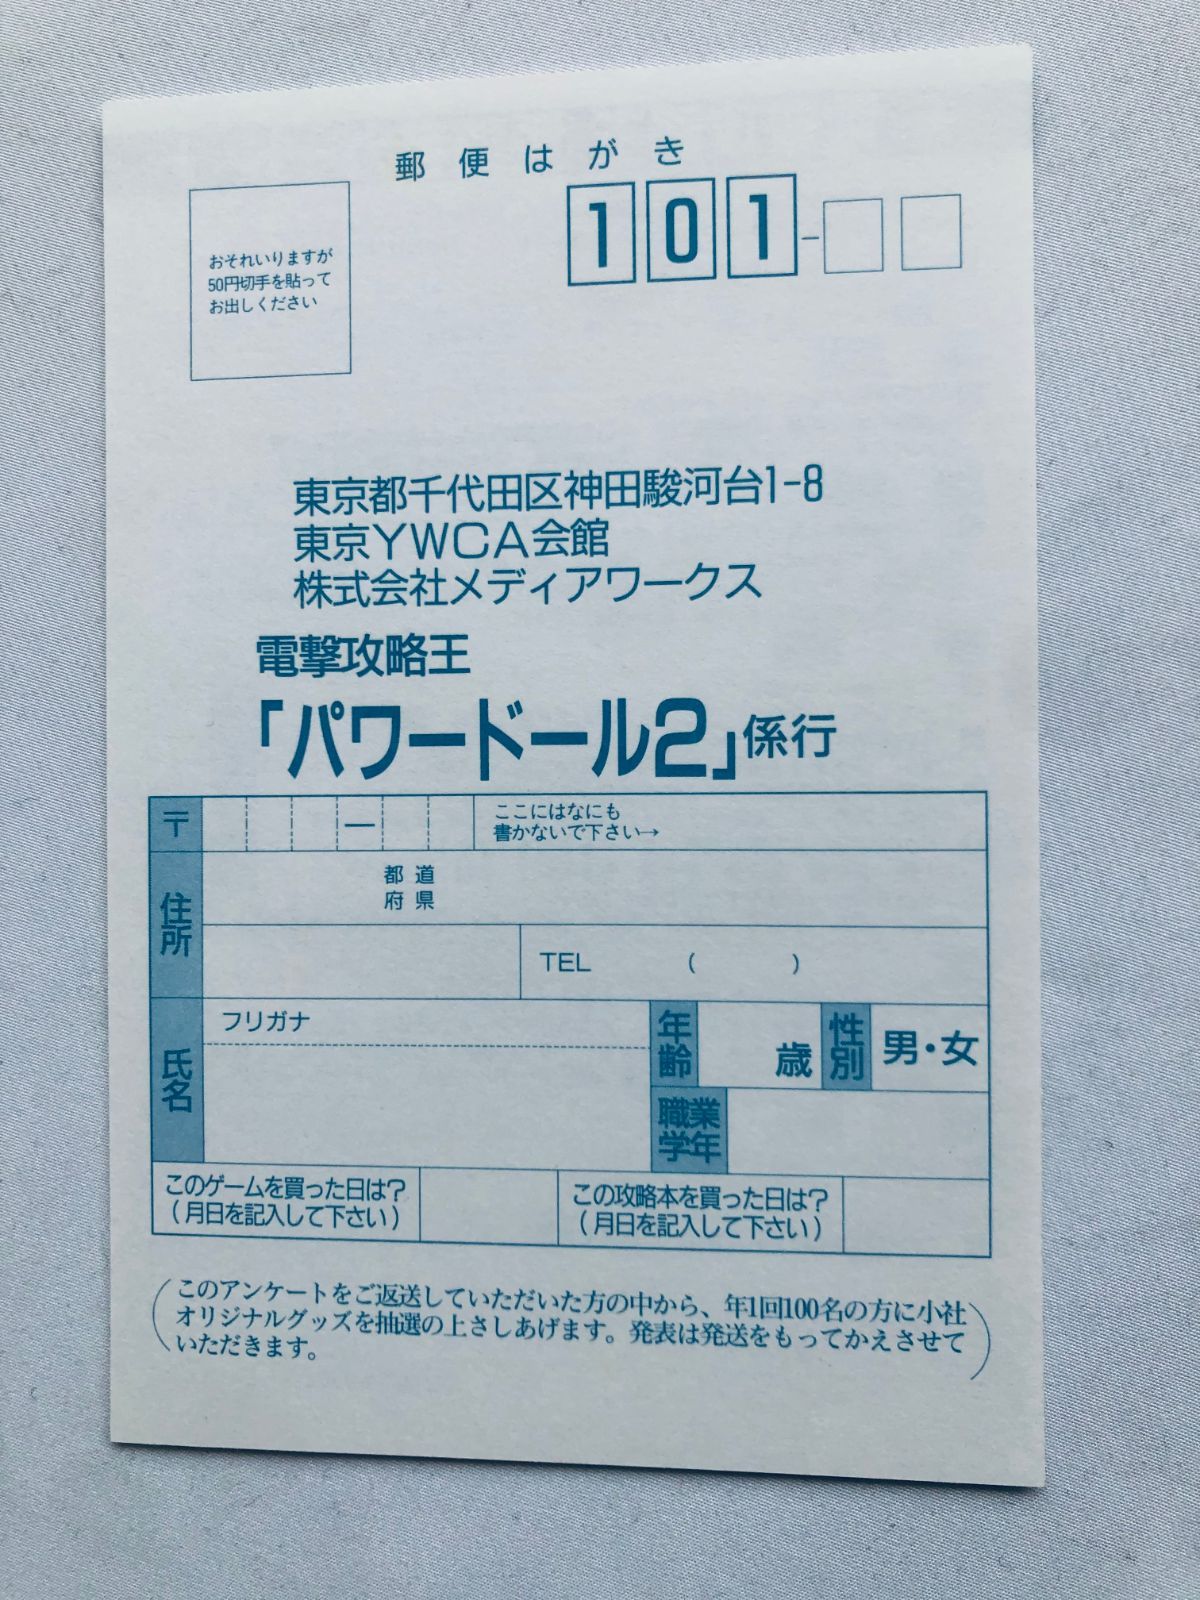 郵便はがき
おそれいりますが
50円切手を貼って
お出しください
101-
東京都千代田区神田駿河台1-8
東京YWCA会館
株式会社メディアワークス
電撃攻略王
「パワードール2」係行
〒
ー
ここにはなにも
書かないで下さい→
住所
都道
府県
TEL ( )
氏名
フリガナ
年齢
歳
性別
男・女
職業
学年
このゲームを買った日は?
(月日を記入して下さい)
この攻略本を買った日は?
(月日を記入して下さい)
(このアンケートをご返送していただいた方の中から、年1回100名の方に小社
オリジナルグッズを抽選の上さしあげます。発表は発送をもってかえさせて
いただきます。)